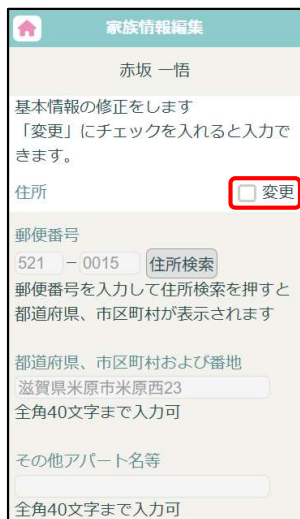 家族情報編集
赤坂 一悟
基本情報の修正をします
「変更」にチェックを入れると入力で
きます。
住所 変更
郵便番号
521 －0015 住所検索
郵便番号を入力して住所検索を押すと
都道府県、市区町村が表示されます
都道府県、市区町村および番地
滋賀県米原市米原西23
全角40文字まで入力可
その他アパート名等
全角40文字まで入力可